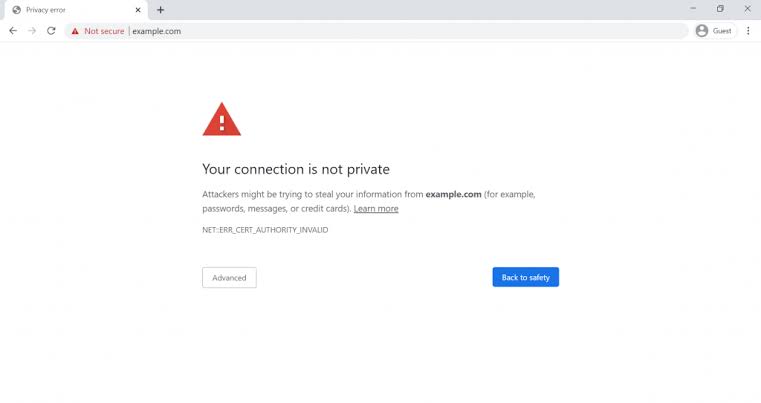 Privacy error
Not secure | example.com
Guest
Your connection is not private
Attackers might be trying to steal your information from example.com (for example,
passwords, messages, or credit cards). Learn more
NET::ERR_CERT_AUTHORITY_INVALID
Advanced
Back to safety